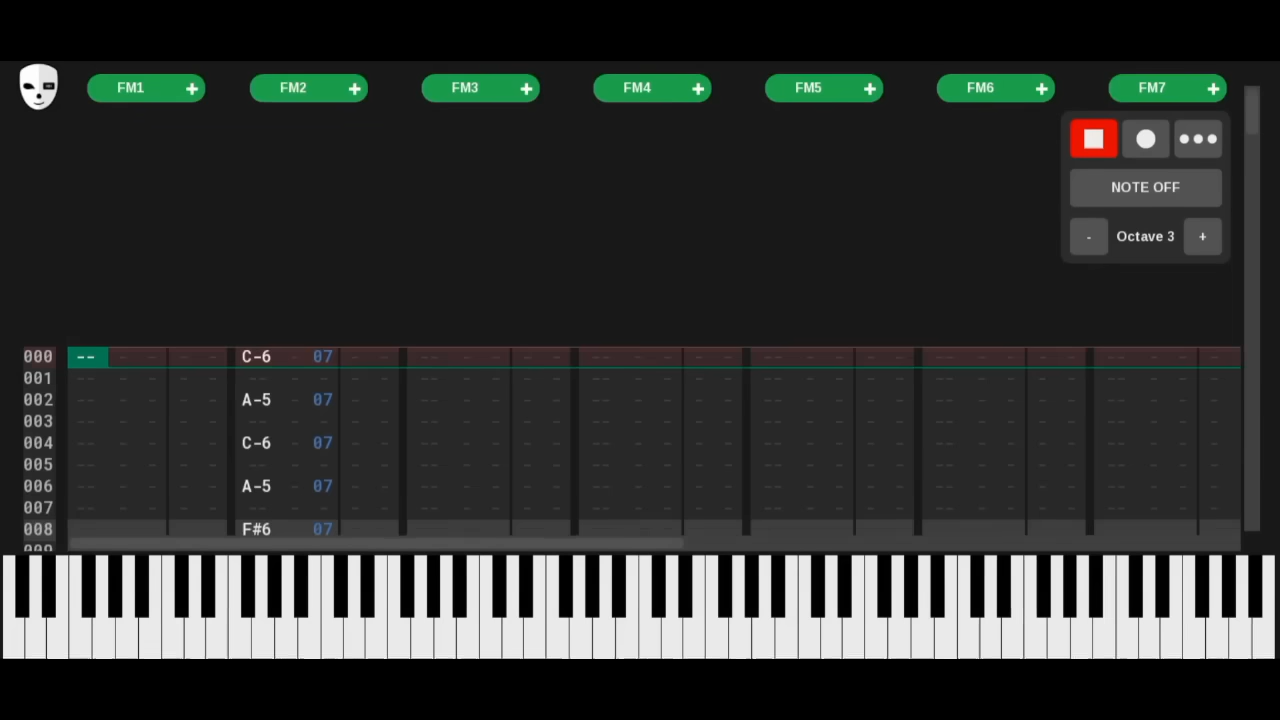 FM1 + FM2 + FM3 + FM4 + FM5 + FM6 + FM7 +
NOTE OFF
- Octave 3 +
000 -- C-6 07
001
002 A-5 07
003
004 C-6 07
005
006 A-5 07
007
008 F#6 07
009